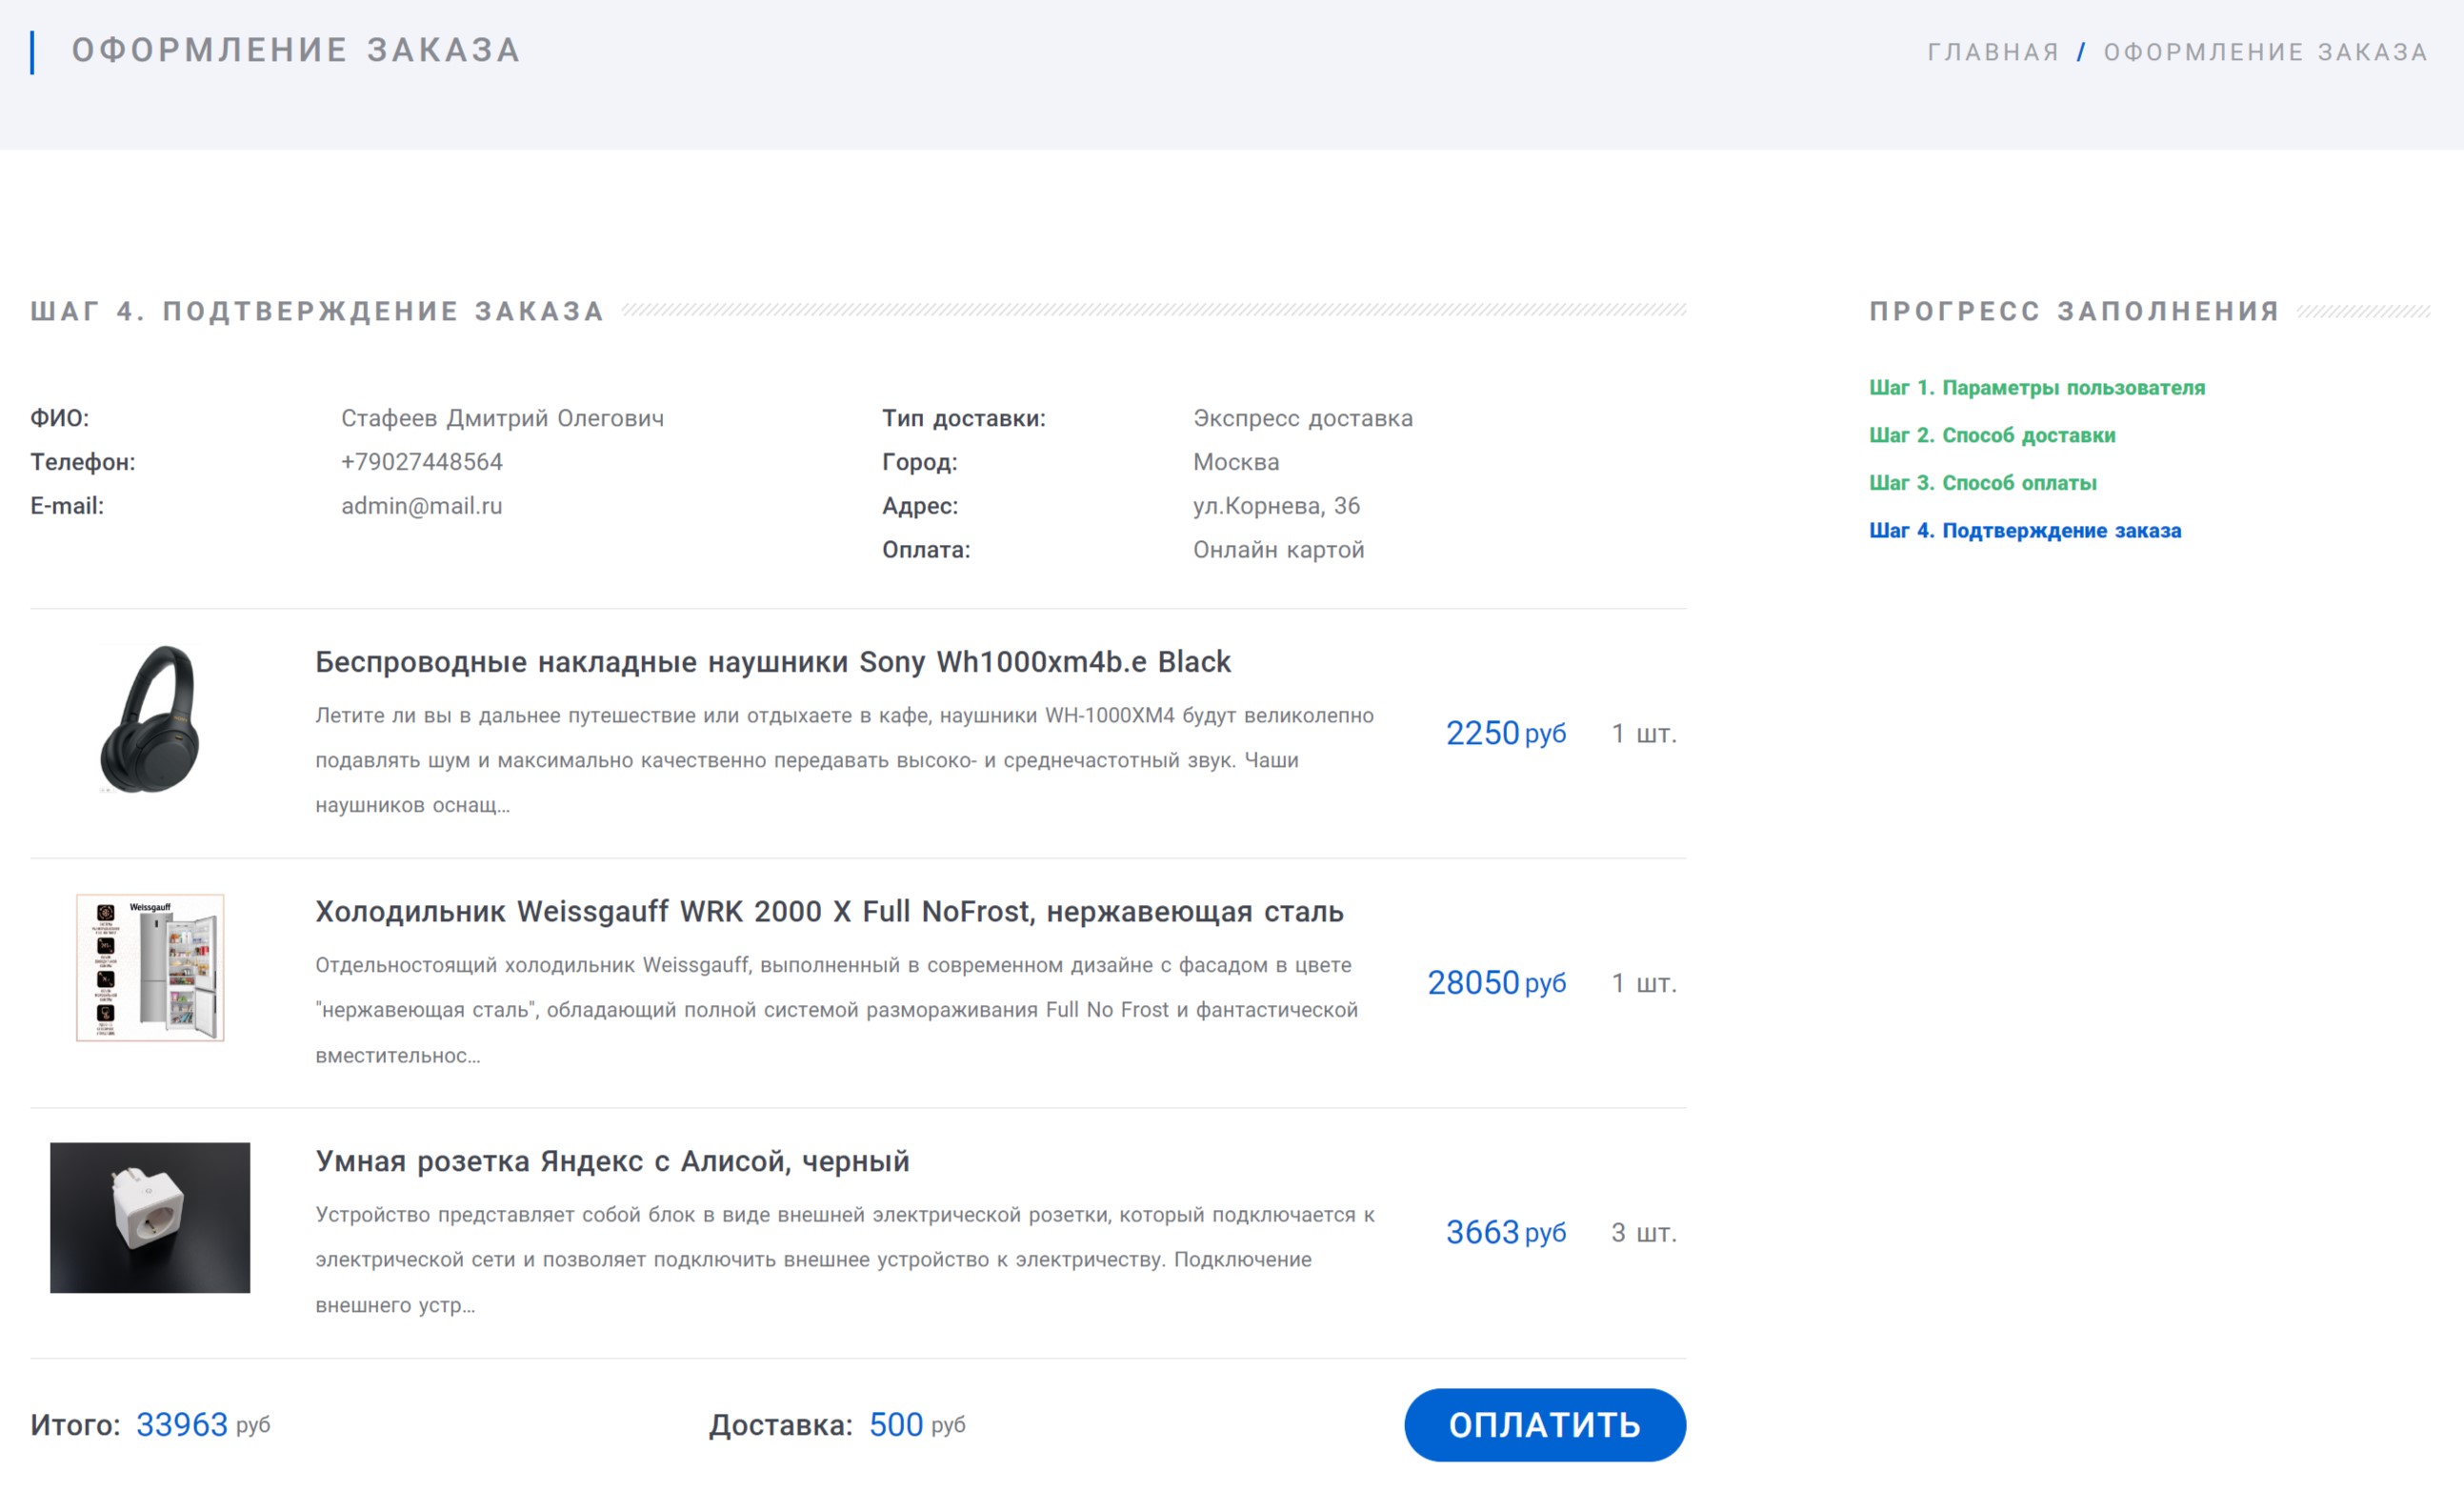 ОФОРМЛЕНИЕ ЗАКАЗА
ГЛАВНАЯ / ОФОРМЛЕНИЕ ЗАКАЗА
ШАГ 4. ПОДТВЕРЖДЕНИЕ ЗАКАЗА
ФИО: Стафеев Дмитрий Олегович
Телефон: +79027448564
E-mail: admin@mail.ru
Тип доставки: Экспресс доставка
Город: Москва
Адрес: ул.Корнева, 36
Оплата: Онлайн картой
Беспроводные накладные наушники Sony Wh1000xm4b.e Black
Летите ли вы в дальнее путешествие или отдыхаете в кафе, наушники WH-1000XM4 будут великолепно
подавлять шум и максимально качественно передавать высоко- и среднечастотный звук. Чаши
наушников оснащ...
2250 руб 1 шт.
Weissgauff
Холодильник Weissgauff WRK 2000 X Full NoFrost, нержавеющая сталь
Отдельностоящий холодильник Weissgauff, выполненный в современном дизайне с фасадом в цвете
"нержавеющая сталь", обладающий полной системой размораживания Full No Frost и фантастической
вместительнос...
28050 руб 1 шт.
Умная розетка Яндекс с Алисой, черный
Устройство представляет собой блок в виде внешней электрической розетки, который подключается к
электрической сети и позволяет подключить внешнее устройство к электричеству. Подключение
внешнего устр...
3663 руб 3 шт.
Итого: 33963 руб
Доставка: 500 руб
ОПЛАТИТЬ
ПРОГРЕСС ЗАПОЛНЕНИЯ
Шаг 1. Параметры пользователя
Шаг 2. Способ доставки
Шаг 3. Способ оплаты
Шаг 4. Подтверждение заказа